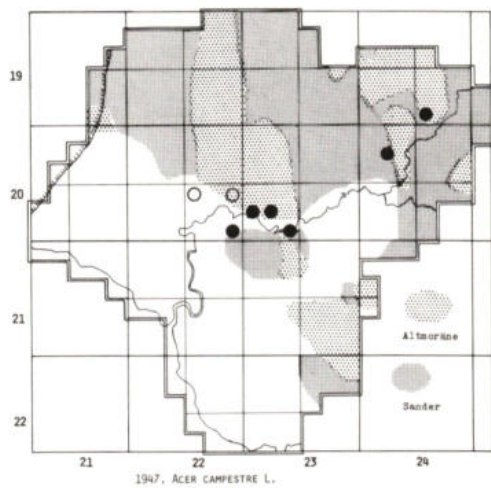 19
20
21
22
Altmoräne
Sander
21
22
23
24
1947. ACER CAMPESTRE L.